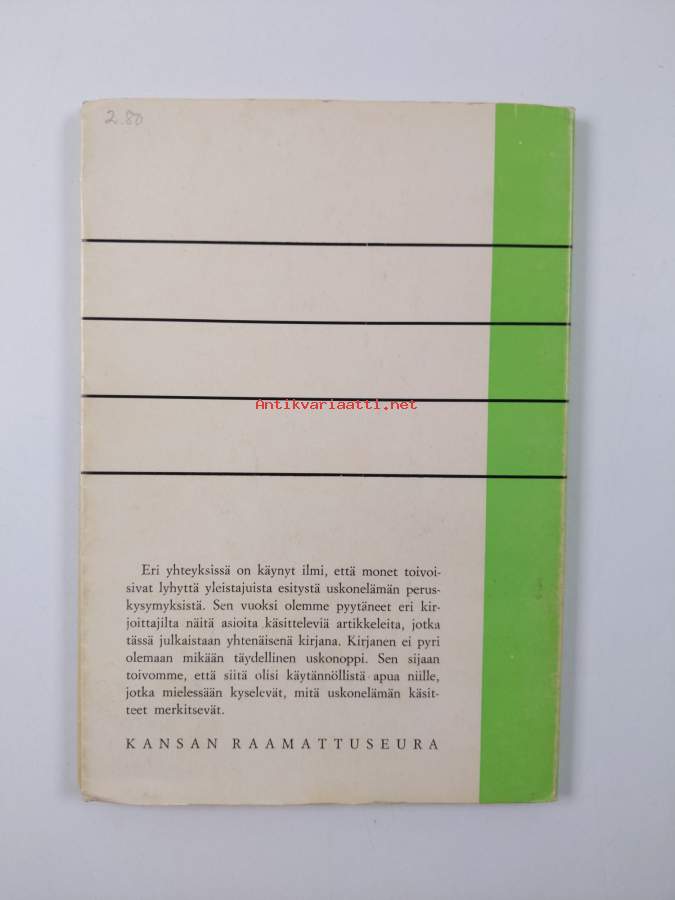 2.80
Antikvariaatti.net
Eri yhteyksissä on käynyt ilmi, että monet toivoi-
sivat lyhyttä yleistajuista esitystä uskonelämän perus-
kysymyksistä. Sen vuoksi olemme pyytäneet eri kir-
joittajilta näitä asioita käsitteleviä artikkeleita, jotka
tässä julkaistaan yhtenäisenä kirjana. Kirjanen ei pyri
olemaan mikään täydellinen uskonoppi. Sen sijaan
toivomme, että siitä olisi käytännöllistä apua niille,
jotka mielessään kyselevät, mitä uskonelämän käsit-
teet merkitsevät.
KANSAN RAAMATTUSEURA